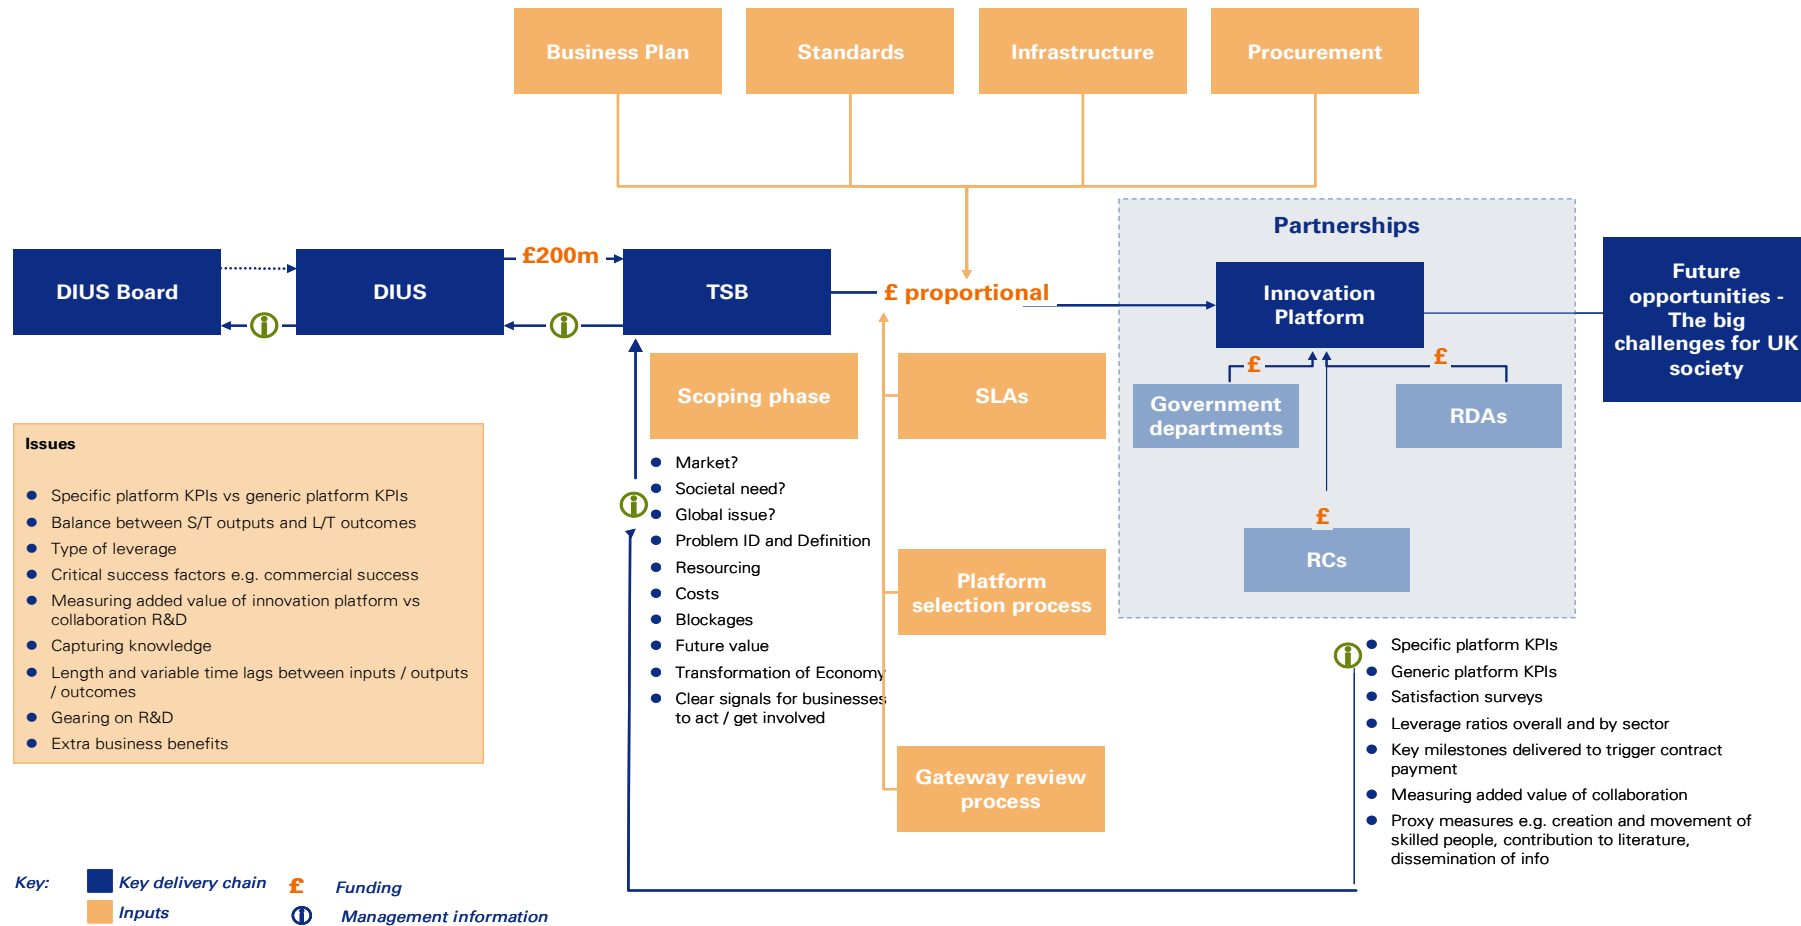 Business Plan
Standards
Infrastructure
Procurement
Partnerships
DIUS Board
DIUS
£200m
TSB
£ proportional
Innovation
Platform
Future
opportunities -
The big
challenges for UK
society
£
£
Government
departments
RDAs
£
RCs
Scoping phase
Market?
Societal need?
Global issue?
Problem ID and Definition
Resourcing
Costs
Blockages
Future value
Transformation of Economy
Clear signals for businesses
to act / get involved
SLAs
Platform
selection process
Gateway review
process
Issues
Specific platform KPIs vs generic platform KPIs
Balance between S/T outputs and L/T outcomes
Type of leverage
Critical success factors e.g. commercial success
Measuring added value of innovation platform vs
collaboration R&D
Capturing knowledge
Length and variable time lags between inputs / outputs
/ outcomes
Gearing on R&D
Extra business benefits
Specific platform KPIs
Generic platform KPIs
Satisfaction surveys
Leverage ratios overall and by sector
Key milestones delivered to trigger contract
payment
Measuring added value of collaboration
Proxy measures e.g. creation and movement of
skilled people, contribution to literature,
dissemination of info
Key:
Key delivery chain
£ Funding
Inputs
Management information